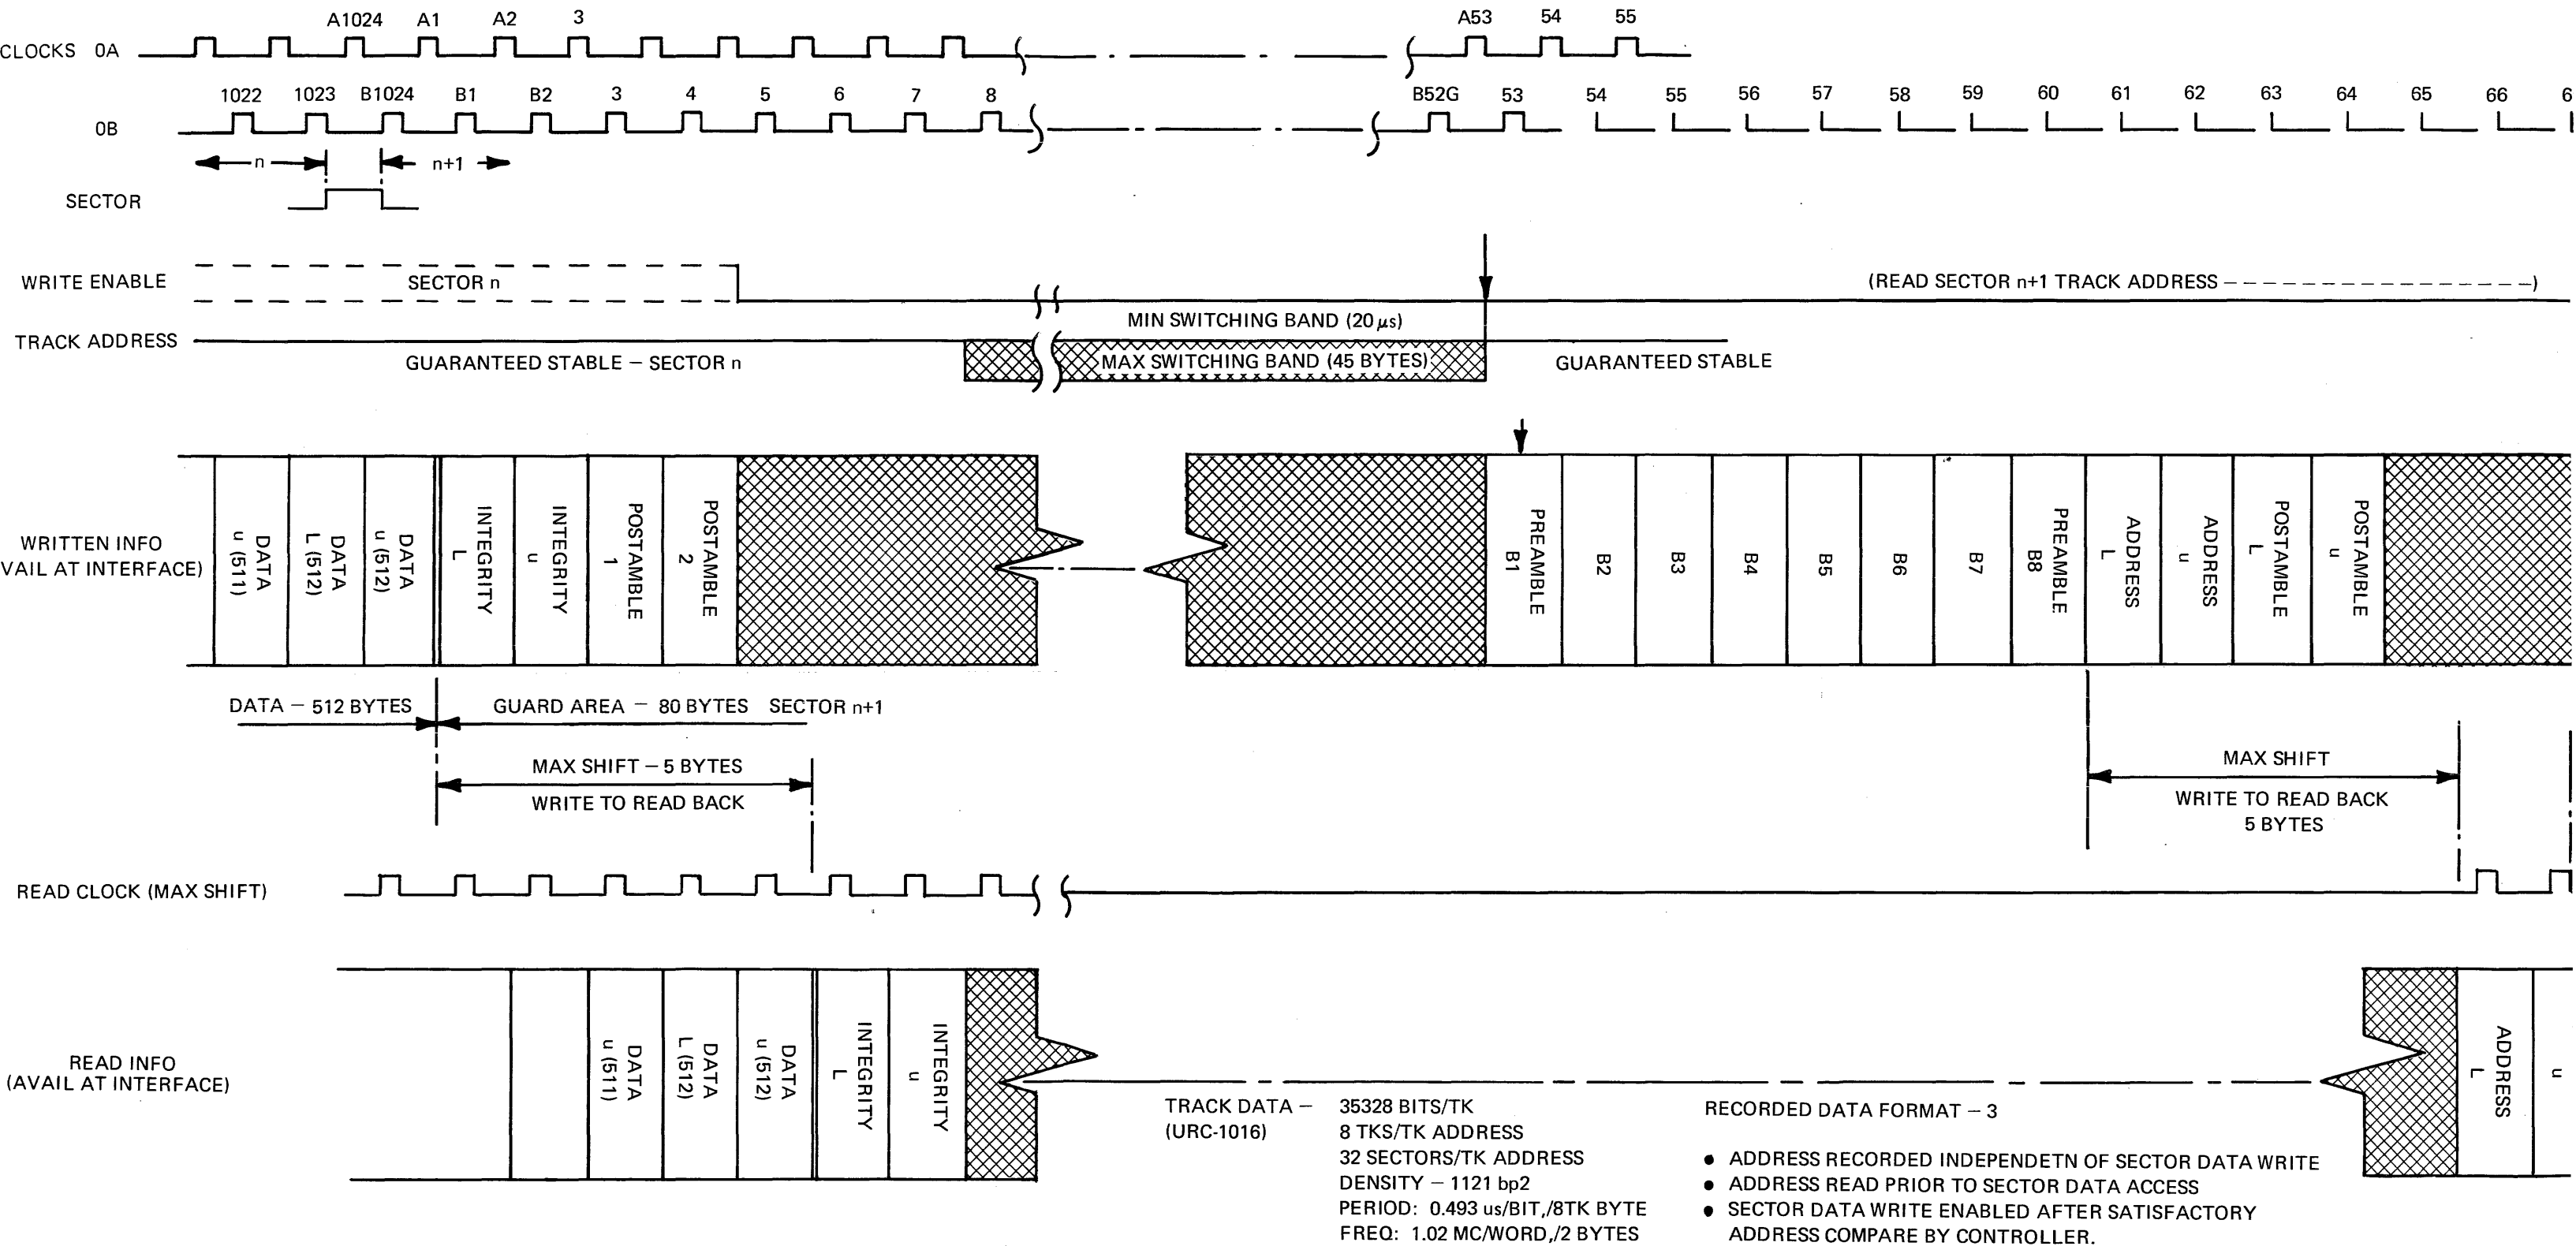 A1024 A1 A2 3 A53 54 55
CLOCKS 0A
1022 1023 B1024 B1 B2 3 4 5 6 7 8 B52G 53 54 55 56 57 58 59 60 61 62 63 64 65 66 6
0B
n n+1
SECTOR
WRITE ENABLE SECTOR n (READ SECTOR n+1 TRACK ADDRESS ----------------)
MIN SWITCHING BAND (20 μs)
TRACK ADDRESS
GUARANTEED STABLE — SECTOR n MAX SWITCHING BAND (45 BYTES) GUARANTEED STABLE
WRITTEN INFO
VAIL AT INTERFACE)
DATA
u (511)
DATA
L (512)
DATA
u (512)
INTEGRITY
L
INTEGRITY
u
POSTAMBLE
1
POSTAMBLE
2
PREAMBLE
B1
B2
B3
B4
B5
B6
B7
PREAMBLE
B8
ADDRESS
L
ADDRESS
u
POSTAMBLE
L
POSTAMBLE
u
DATA — 512 BYTES GUARD AREA — 80 BYTES SECTOR n+1
MAX SHIFT — 5 BYTES
WRITE TO READ BACK
MAX SHIFT
WRITE TO READ BACK
5 BYTES
READ CLOCK (MAX SHIFT)
READ INFO
(AVAIL AT INTERFACE)
DATA
u (511)
DATA
L (512)
DATA
u (512)
INTEGRITY
L
INTEGRITY
u
ADDRESS
L
u
TRACK DATA — 35328 BITS/TK
(URC-1016) 8 TKS/TK ADDRESS
32 SECTORS/TK ADDRESS
DENSITY — 1121 bp2
PERIOD: 0.493 us/BIT,/8TK BYTE
FREQ: 1.02 MC/WORD,/2 BYTES
RECORDED DATA FORMAT — 3
● ADDRESS RECORDED INDEPENDETN OF SECTOR DATA WRITE
● ADDRESS READ PRIOR TO SECTOR DATA ACCESS
● SECTOR DATA WRITE ENABLED AFTER SATISFACTORY
ADDRESS COMPARE BY CONTROLLER.